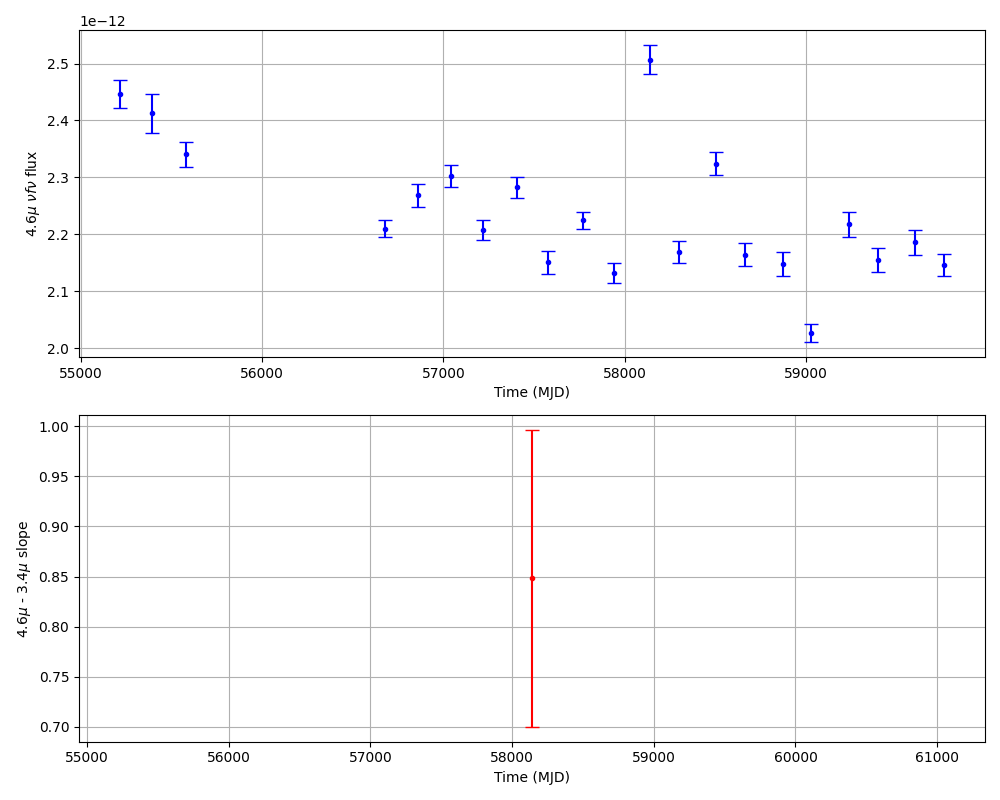 1e−12
2.5
2.4
2.3
2.2
2.1
2.0
4.6μ νfν flux
55000 56000 57000 58000 59000
Time (MJD)
1.00
0.95
0.90
0.85
0.80
0.75
0.70
4.6μ - 3.4μ slope
55000 56000 57000 58000 59000 60000 61000
Time (MJD)